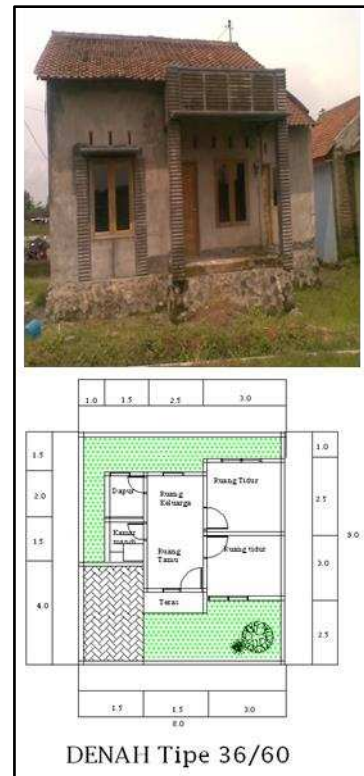 1.0 1.5 2.5 3.0
1.5 1.0
Dapur Ruang Keluarga Ruang Tidur
2.0 2.5
1.5 Kamar mandi Ruang Tamu Ruang tidur 3.0 9.0
4.0 Teras 2.5
1.5 1.5 3.0
8.0
DENAH Tipe 36/60